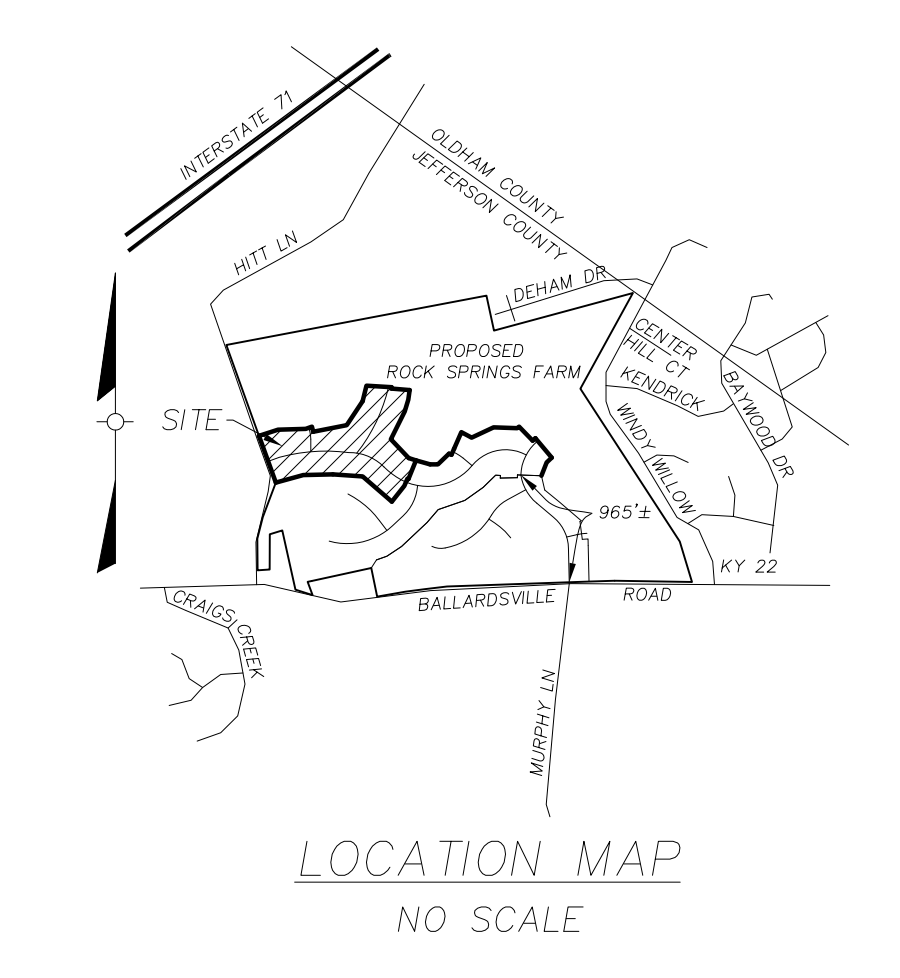 INTERSTATE 71
OLDHAM COUNTY
JEFFERSON COUNTY
HITT LN
DEHAM DR
PROPOSED
ROCK SPRINGS FARM
CENTER
HILL CT
KENDRICK
BAYWOOD DR
WINDY WILLOW
SITE
965'±
KY 22
BALLARDSVILLE ROAD
CRAIGS CREEK
MURPHY LN
LOCATION MAP
NO SCALE